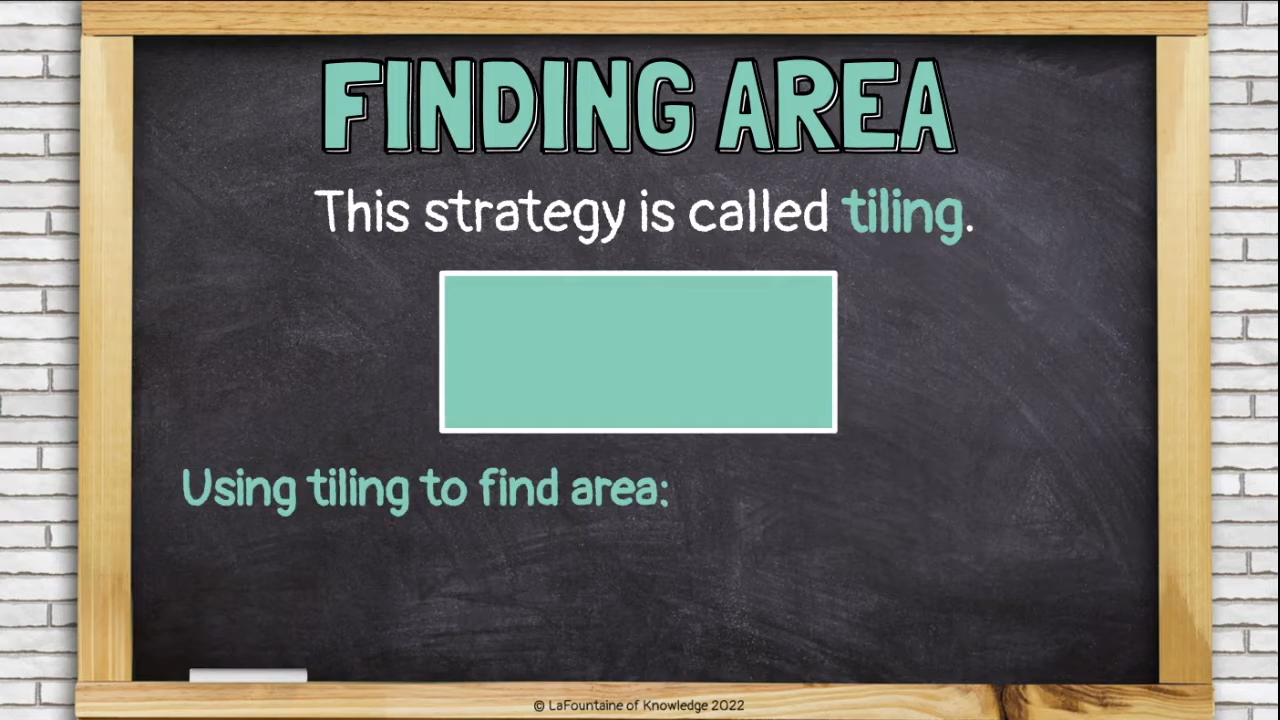 FINDING AREA
This strategy is called tiling.
Using tiling to find area:
© LaFountaine of Knowledge 2022